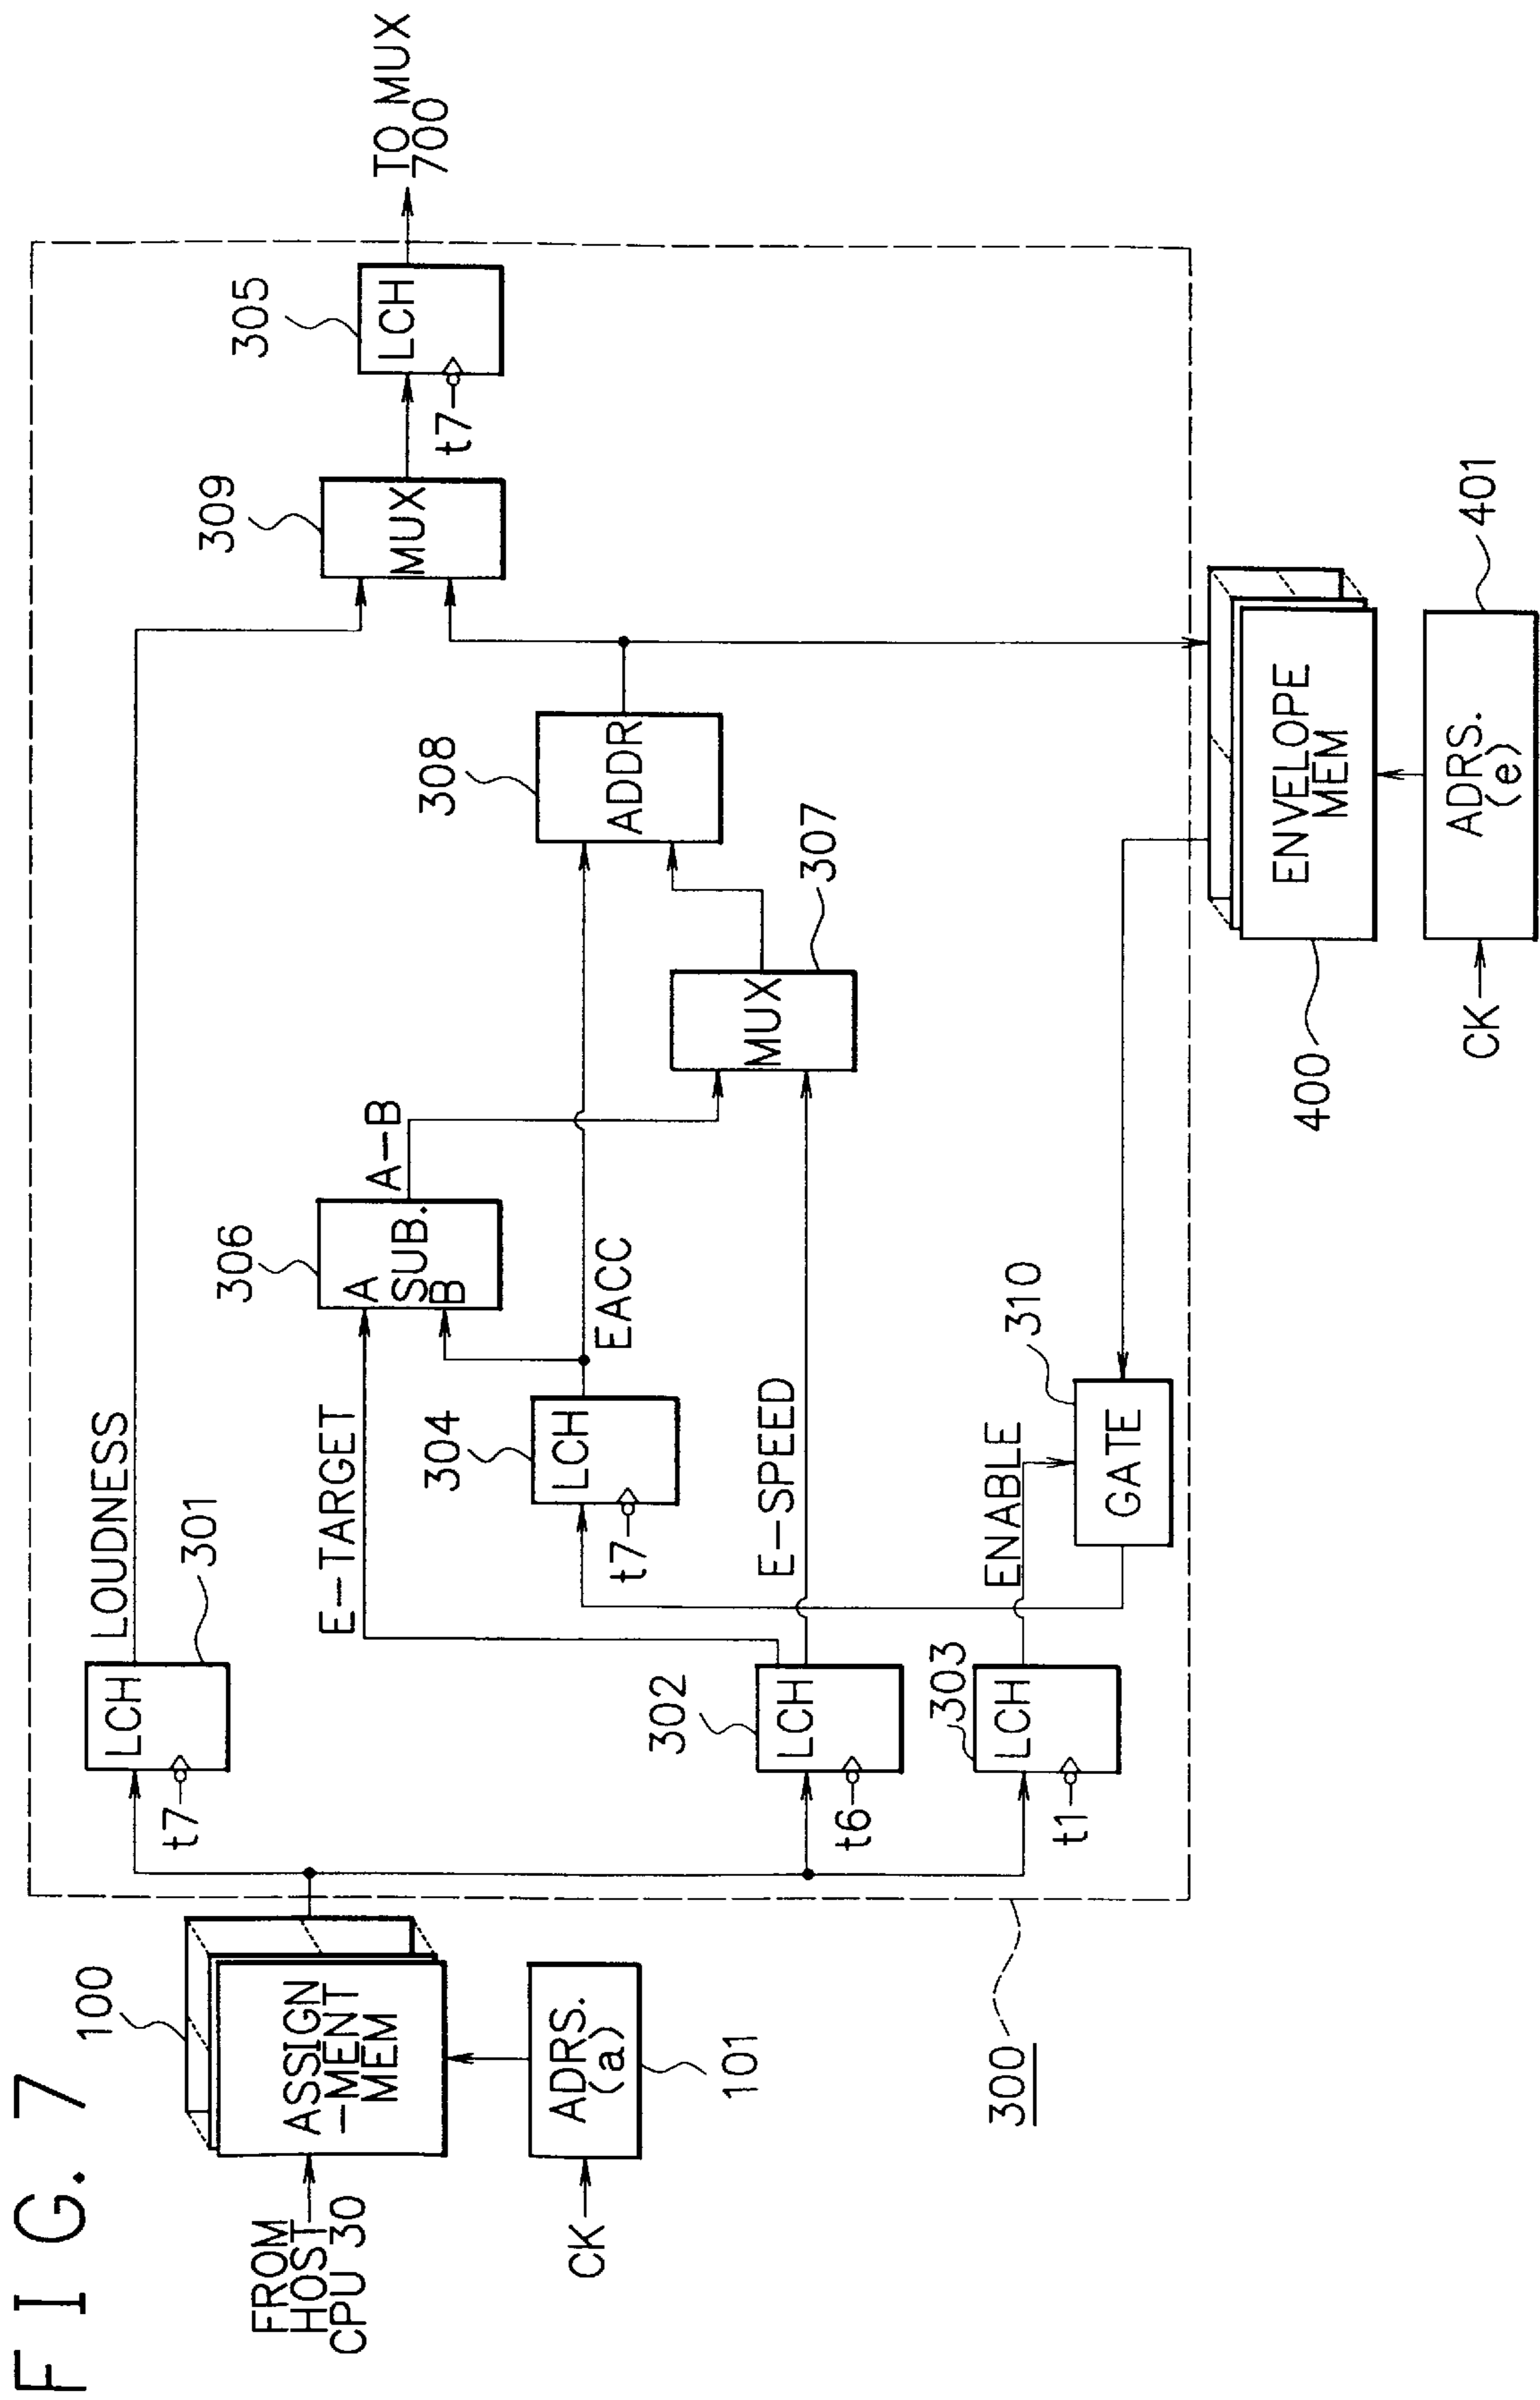 FIG. 7
FROM
HOST
CPU 30
100
ASSIGN
-MENT
MEM
CK
ADRS.
(a)
101
300
LCH
301
t7
LOUDNESS
302
LCH
t6
303
LCH
t1
E-TARGET
E-SPEED
ENABLE
304
LCH
t7
EACC
310
GATE
306
A
SUB.
B
A-B
MUX
307
308
ADDR
309
MUX
305
LCH
t7
TO MUX
700
400
ENVELOPE
MEM
CK
ADRS.
(e)
401